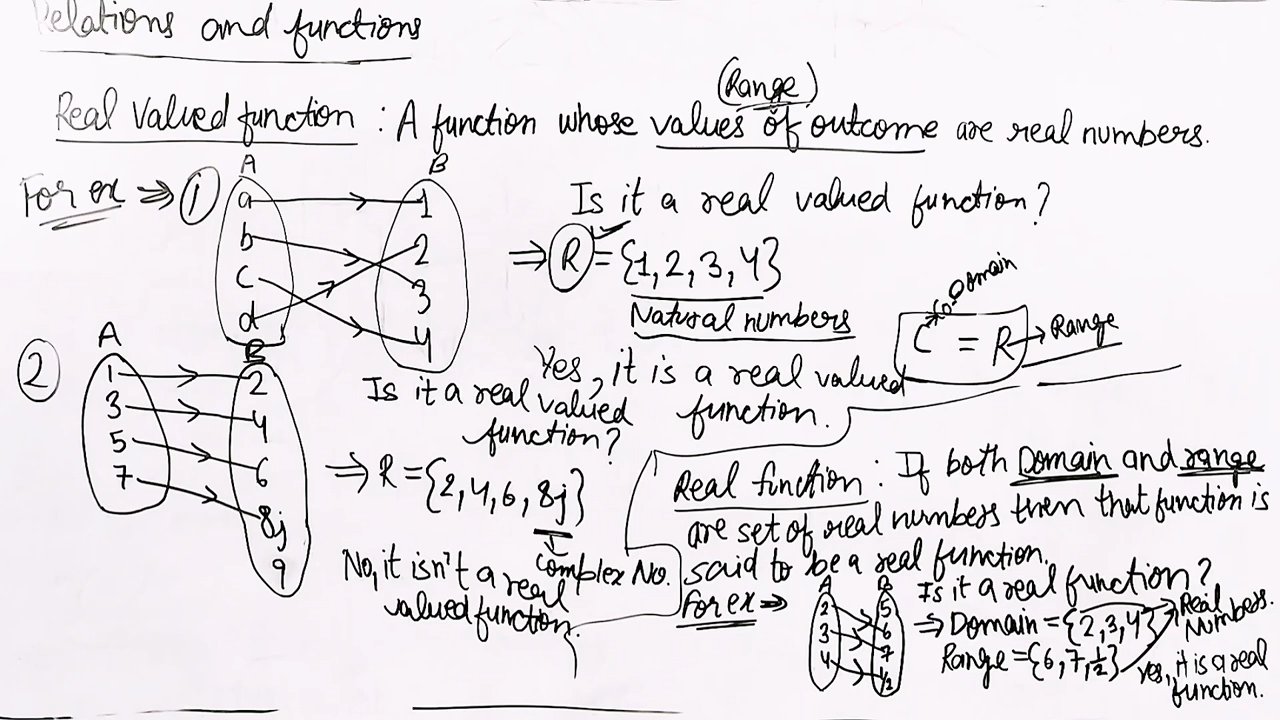 Relations and functions
(Range)
Real Valued function : A function whose values of outcome are real numbers.
For ex ⇒ ①
A
B
a
b
c
d
1
2
3
4
Is it a real valued function?
⇒ R = {1, 2, 3, 4}
Natural numbers
Domain
C = R → Range
Yes, it is a real valued
function.
②
A
B
1
3
5
7
2
4
6
8j
9
Is it a real valued
function?
⇒ R = {2, 4, 6, 8j}
Complex No.
No, it isn't a real
valued function.
Real function : If both Domain and range
are set of real numbers then that function is
said to be a real function.
For ex ⇒
A
B
2
3
4
5
6
7
1/2
Is it a real function?
⇒ Domain = {2, 3, 4}
Real
Numbers.
Range = {6, 7, 1/2}
Yes, it is a real
function.